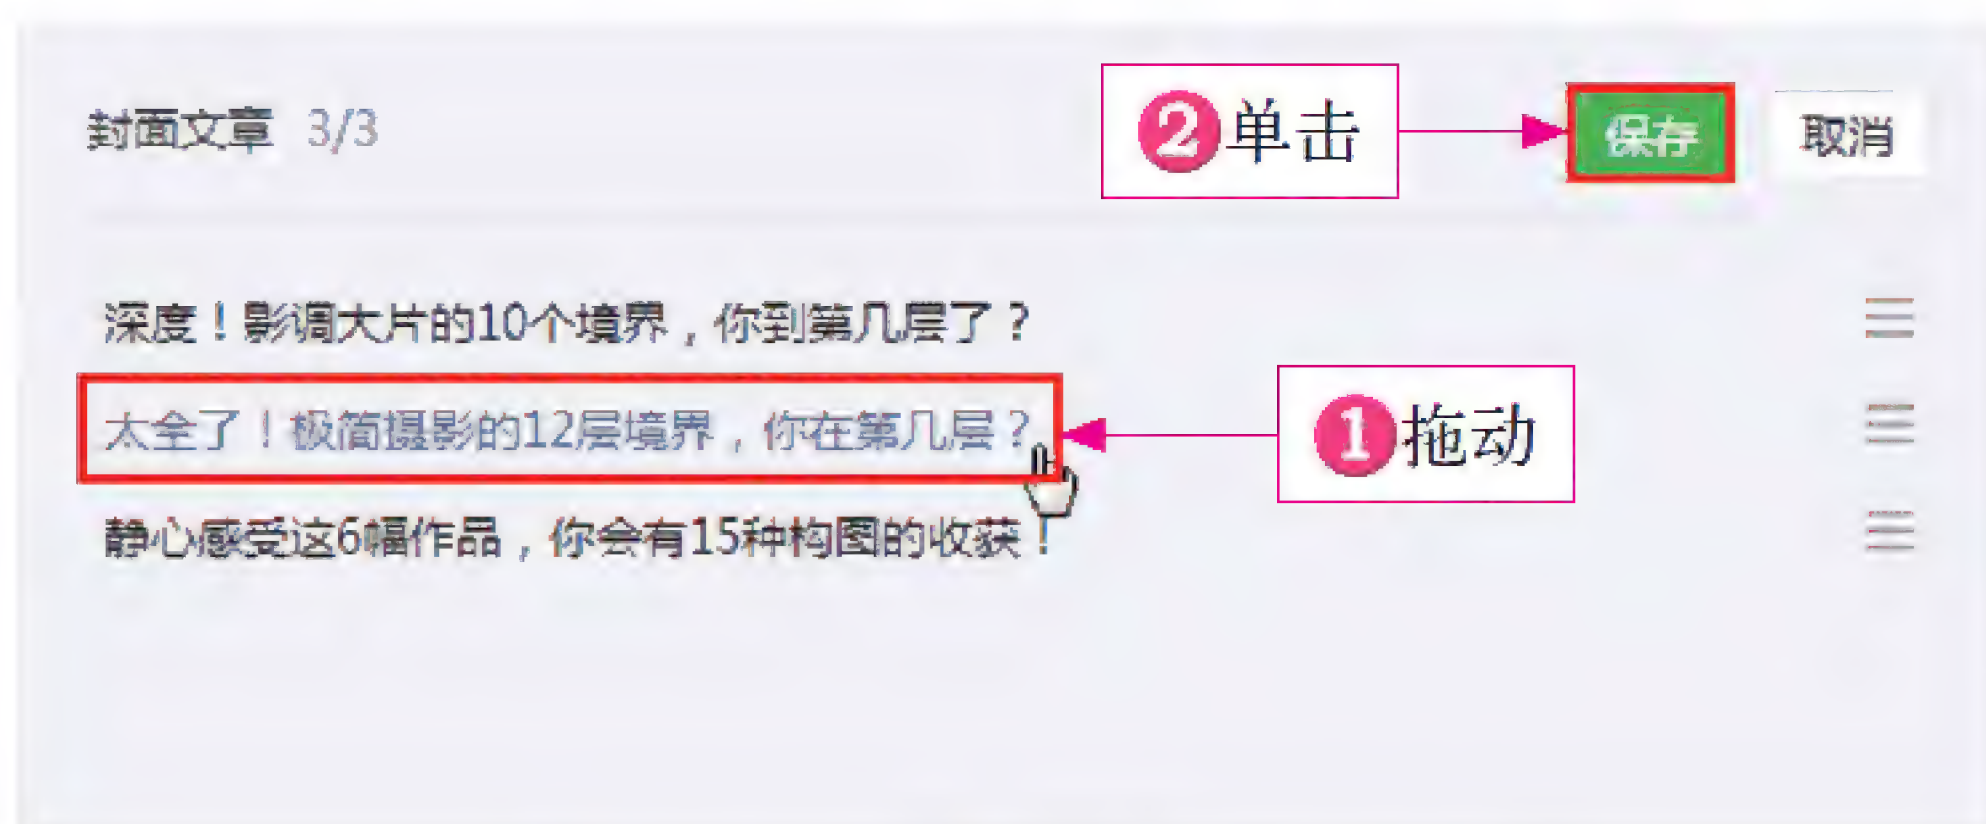 封面文章 3/3 ❷单击 保存 取消
深度！影调大片的10个境界，你到第几层了？
太全了！极简摄影的12层境界，你在第几层？ ❶拖动
静心感受这6幅作品，你会有15种构图的收获！